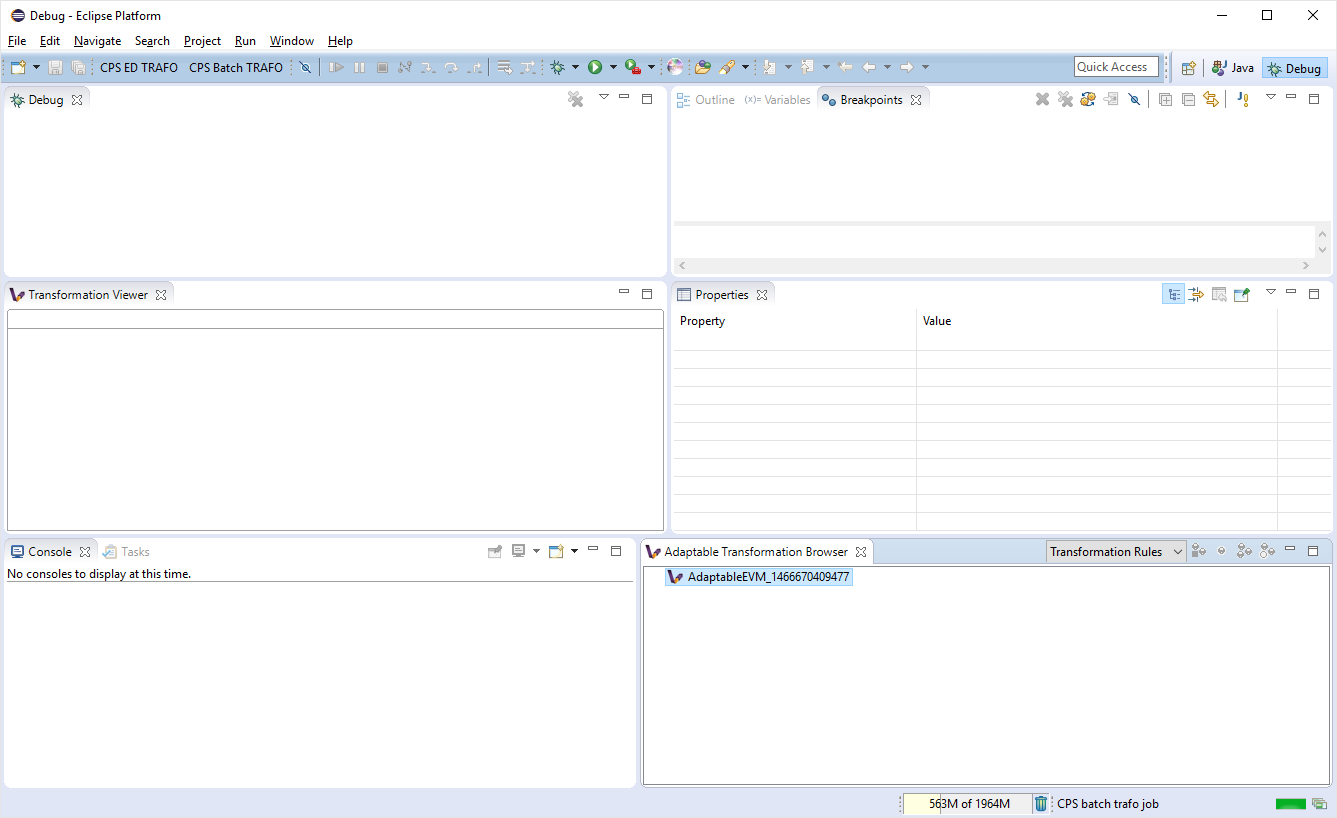 Debug - Eclipse Platform
File Edit Navigate Search Project Run Window Help
CPS ED TRAFO CPS Batch TRAFO Quick Access Java Debug
Debug
Outline (x)= Variables Breakpoints
Transformation Viewer
Properties
Property Value
Console Tasks
No consoles to display at this time.
Adaptable Transformation Browser Transformation Rules
AdaptableEVM_1466670409477
563M of 1964M CPS batch trafo job